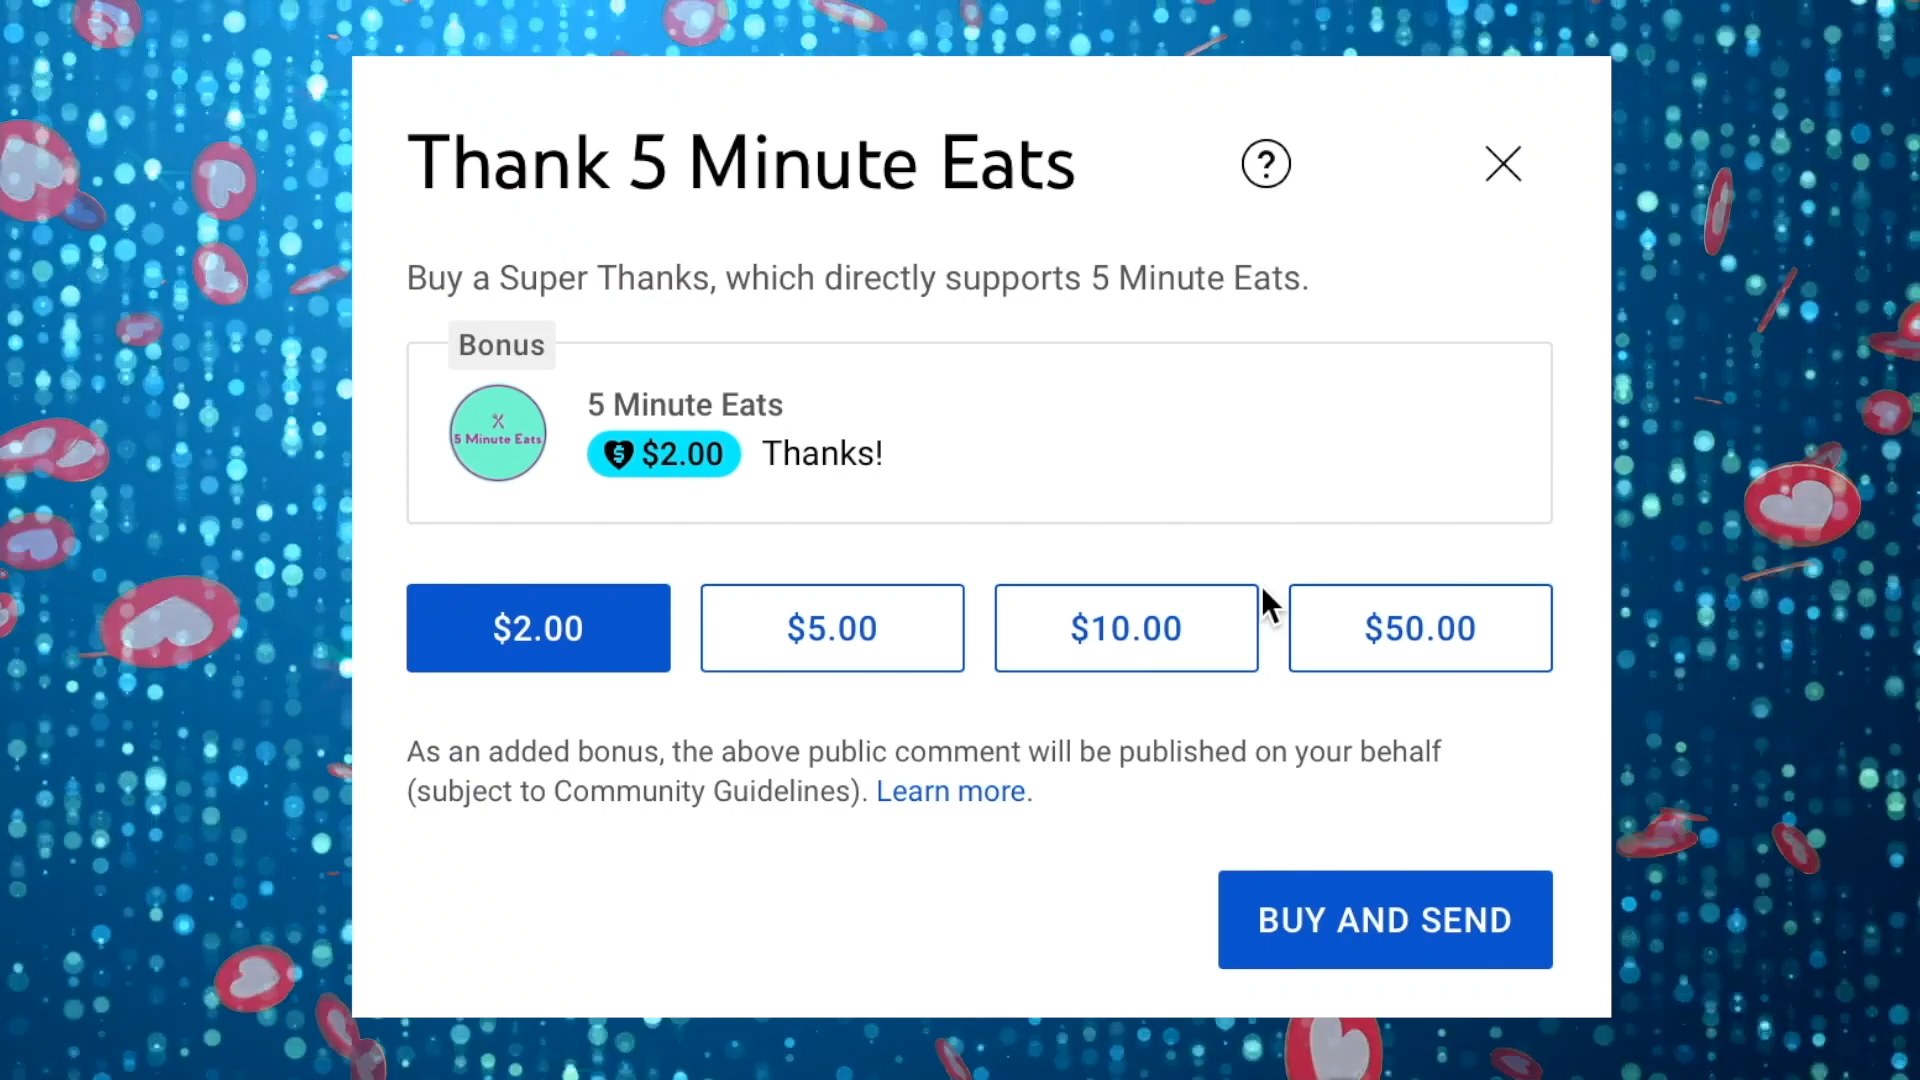 Thank 5 Minute Eats
Buy a Super Thanks, which directly supports 5 Minute Eats.
Bonus
5 Minute Eats
5 Minute Eats
$2.00 Thanks!
$2.00 $5.00 $10.00 $50.00
As an added bonus, the above public comment will be published on your behalf
(subject to Community Guidelines). Learn more.
BUY AND SEND